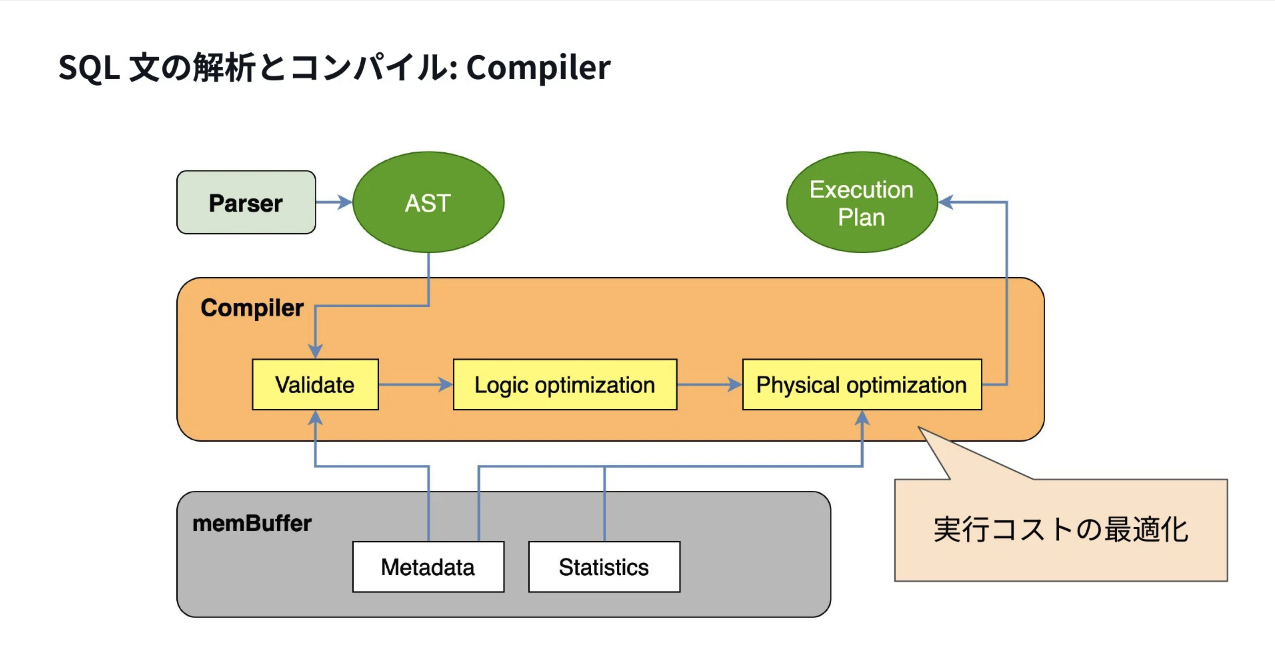 SQL 文の解析とコンパイル: Compiler
Parser
AST
Execution
Plan
Compiler
Validate
Logic optimization
Physical optimization
memBuffer
Metadata
Statistics
実行コストの最適化